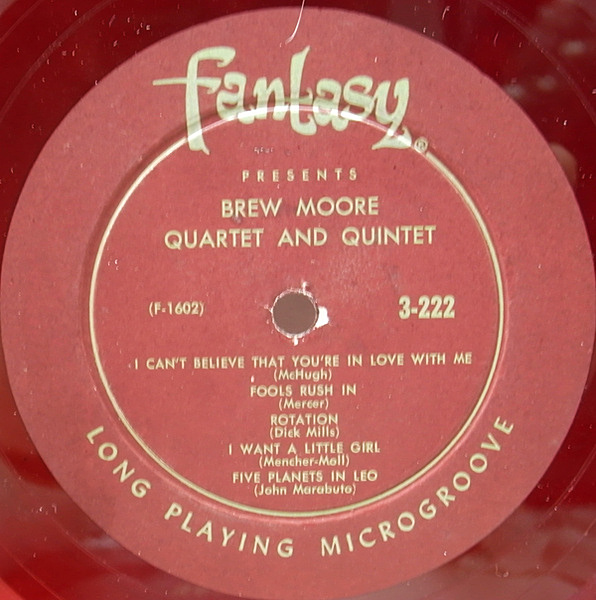 Fantasy®
PRESENTS
BREW MOORE
QUARTET AND QUINTET
(F-1602)
3-222
I CAN'T BELIEVE THAT YOU'RE IN LOVE WITH ME
(McHugh)
FOOLS RUSH IN
(Mercer)
ROTATION
(Dick Mills)
I WANT A LITTLE GIRL
(Mencher-Moll)
FIVE PLANETS IN LEO
(John Marabuto)
LONG PLAYING MICROGROOVE